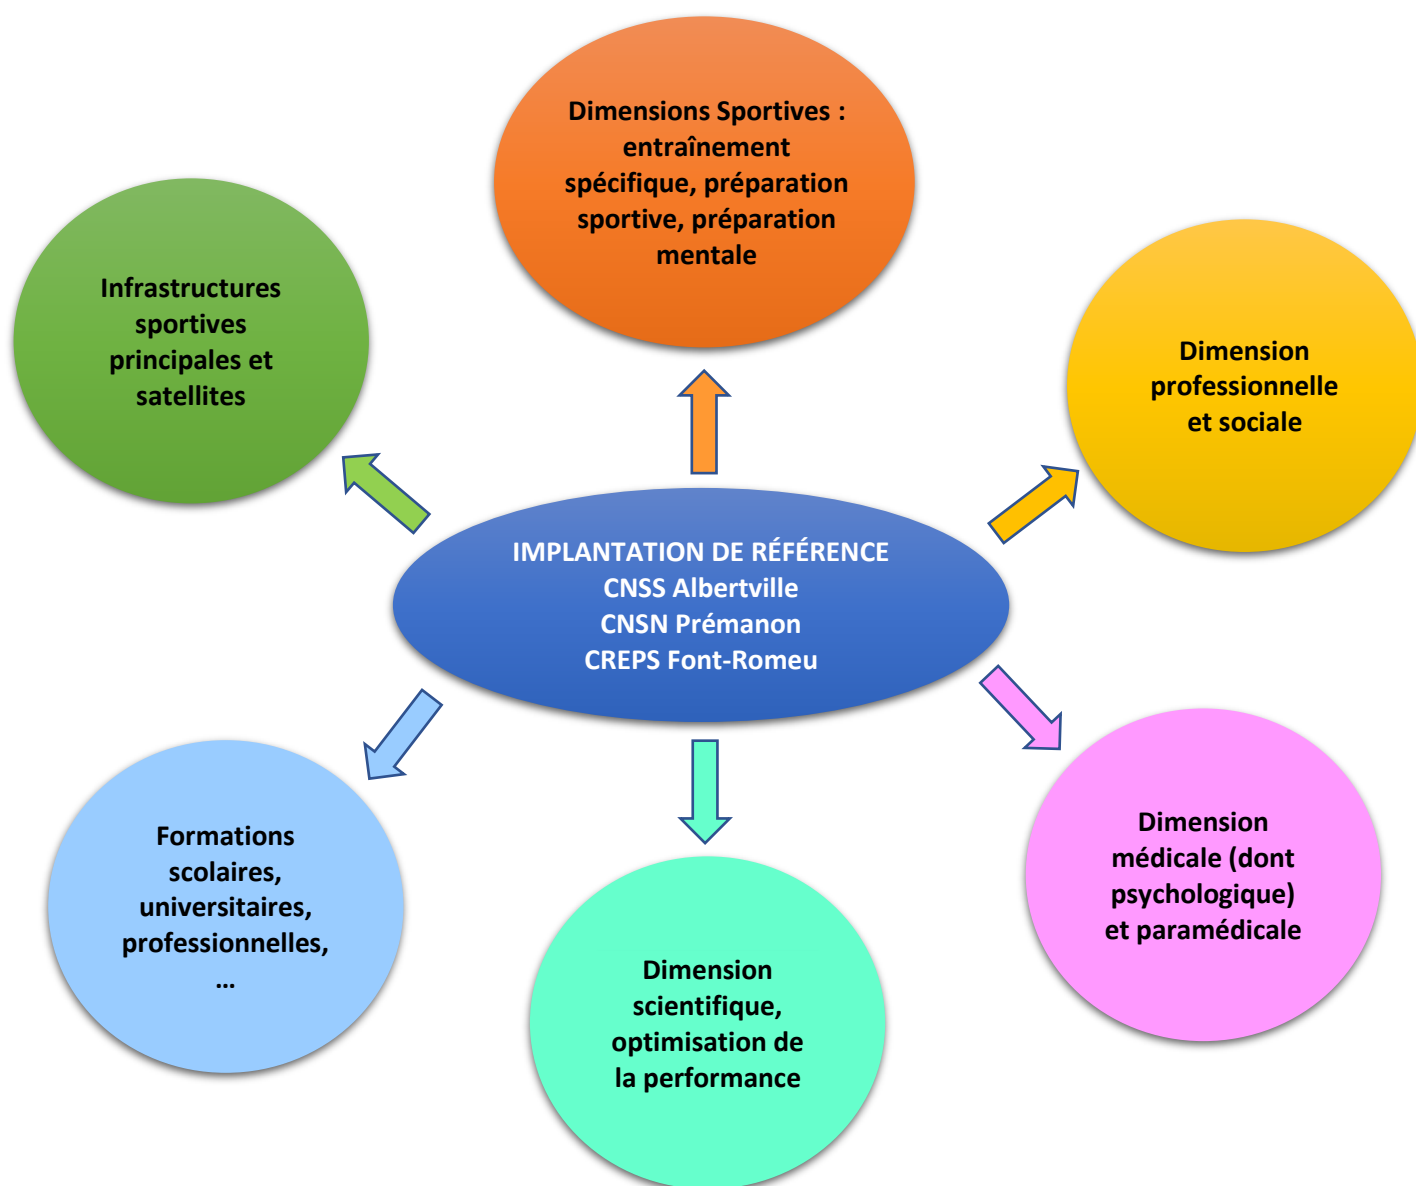 Dimensions Sportives :
entraînement
spécifique, préparation
sportive, préparation
mentale
Infrastructures
sportives
principales et
satellites
Dimension
professionnelle
et sociale
IMPLANTATION DE RÉFÉRENCE
CNSS Albertville
CNSN Prémanon
CREPS Font-Romeu
Formations
scolaires,
universitaires,
professionnelles,
...
Dimension
médicale (dont
psychologique)
et paramédicale
Dimension
scientifique,
optimisation de
la performance